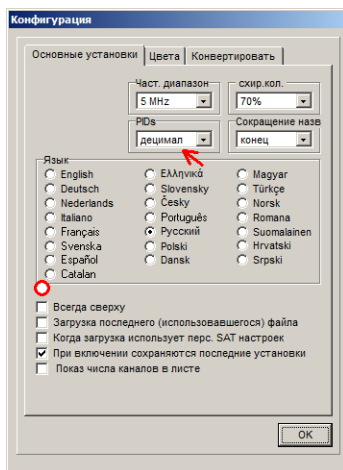 Конфигурация
Основные установки Цвета Конвертировать
Част. диапазон схир.кол.
5 MHz 70%
PIDs Сокращение назв
децимал конец
Язык
English Ελληνικά Magyar
Deutsch Slovensky Türkçe
Nederlands Česky Norsk
Italiano Português Romana
Français Русский Suomalainen
Svenska Polski Hrvatski
Español Dansk Srpski
Catalan
Всегда сверху
Загрузка последнего (использовавшегося) файла
Когда загрузка использует перс. SAT настроек
При включении сохраняются последние установки
Показ числа каналов в листе
OK